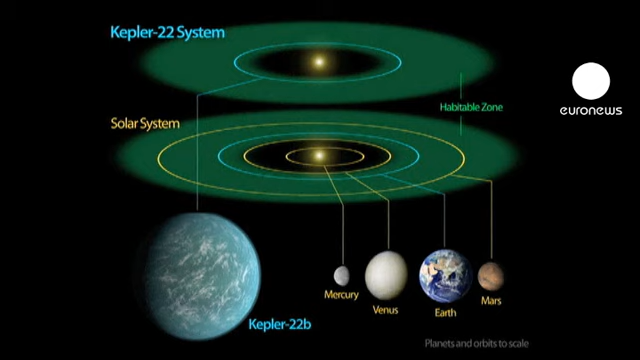 Kepler-22 System
Habitable Zone
euronews
Solar System
Mercury
Venus
Earth
Mars
Kepler-22b
Planets and orbits to scale